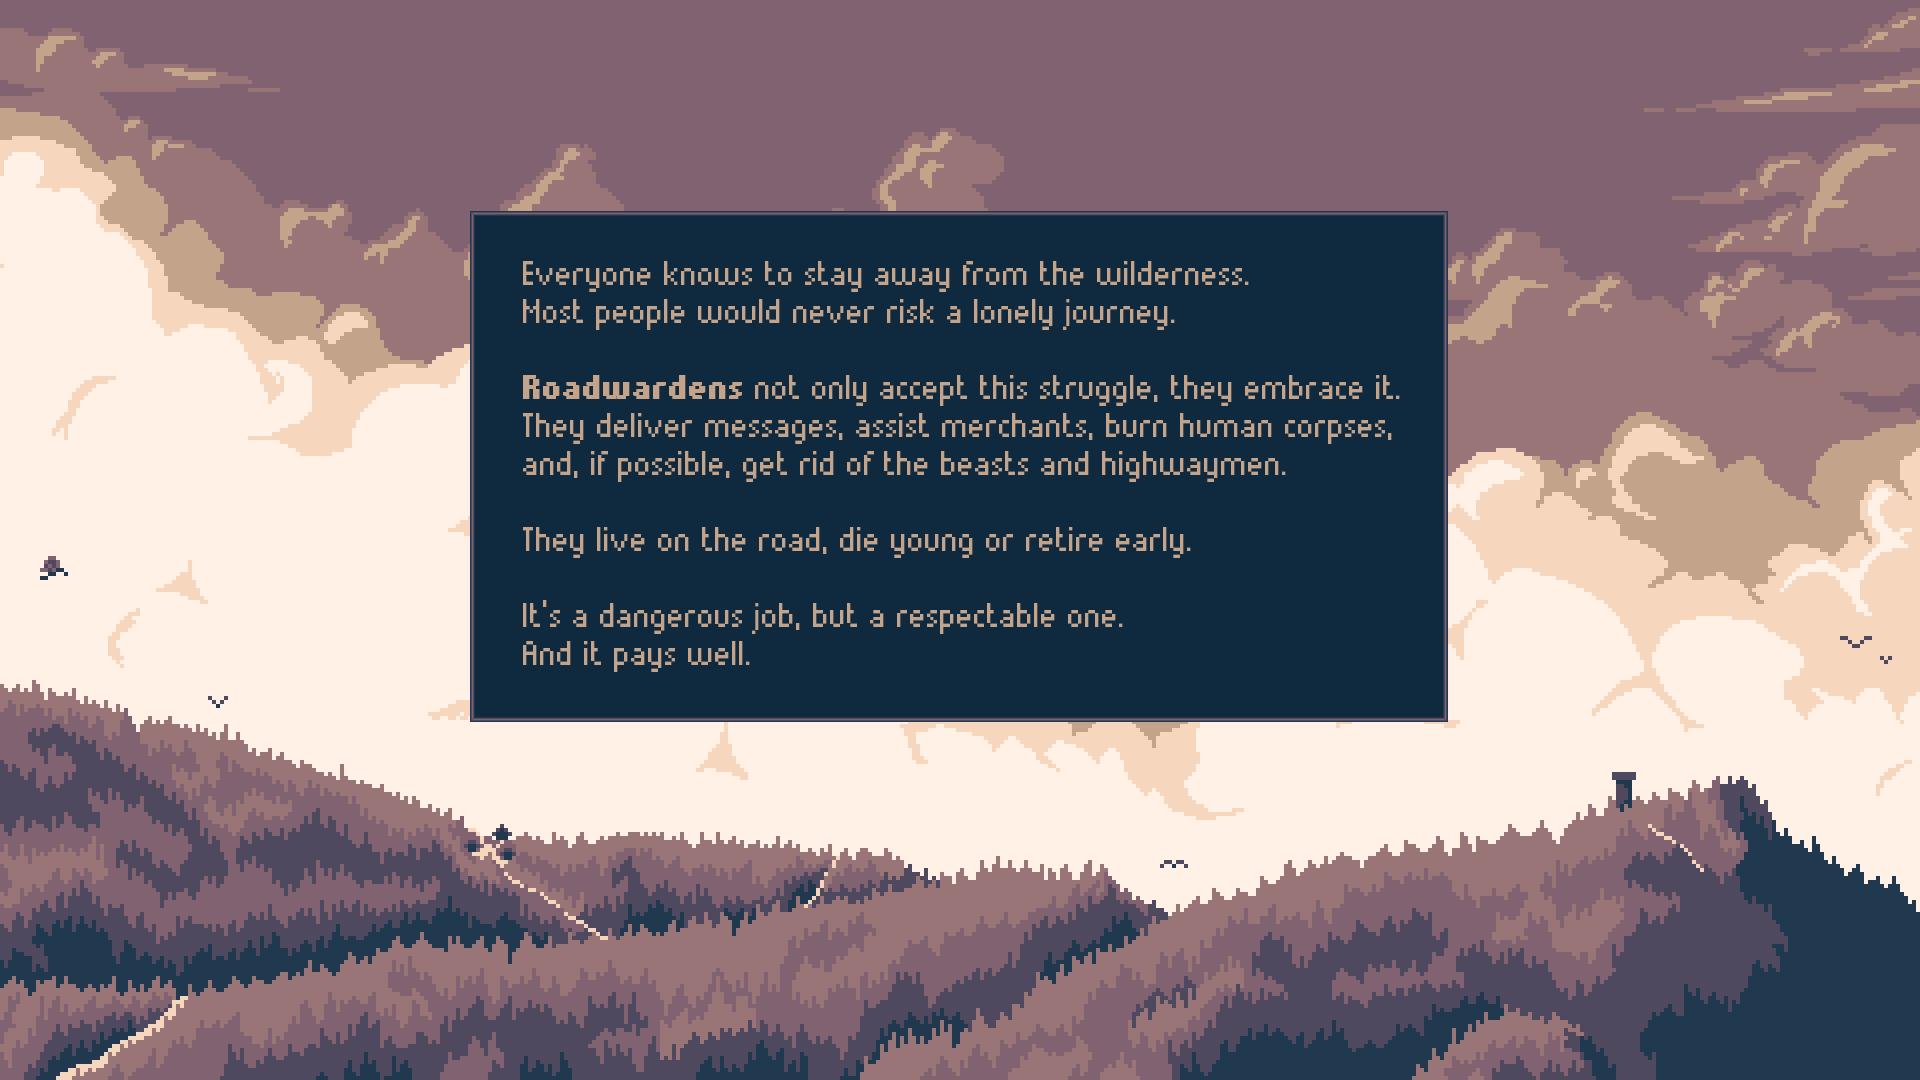 Everyone knows to stay away from the wilderness.
Most people would never risk a lonely journey.
Roadwardens not only accept this struggle, they embrace it.
They deliver messages, assist merchants, burn human corpses,
and, if possible, get rid of the beasts and highwaymen.
They live on the road, die young or retire early.
It's a dangerous job, but a respectable one.
And it pays well.